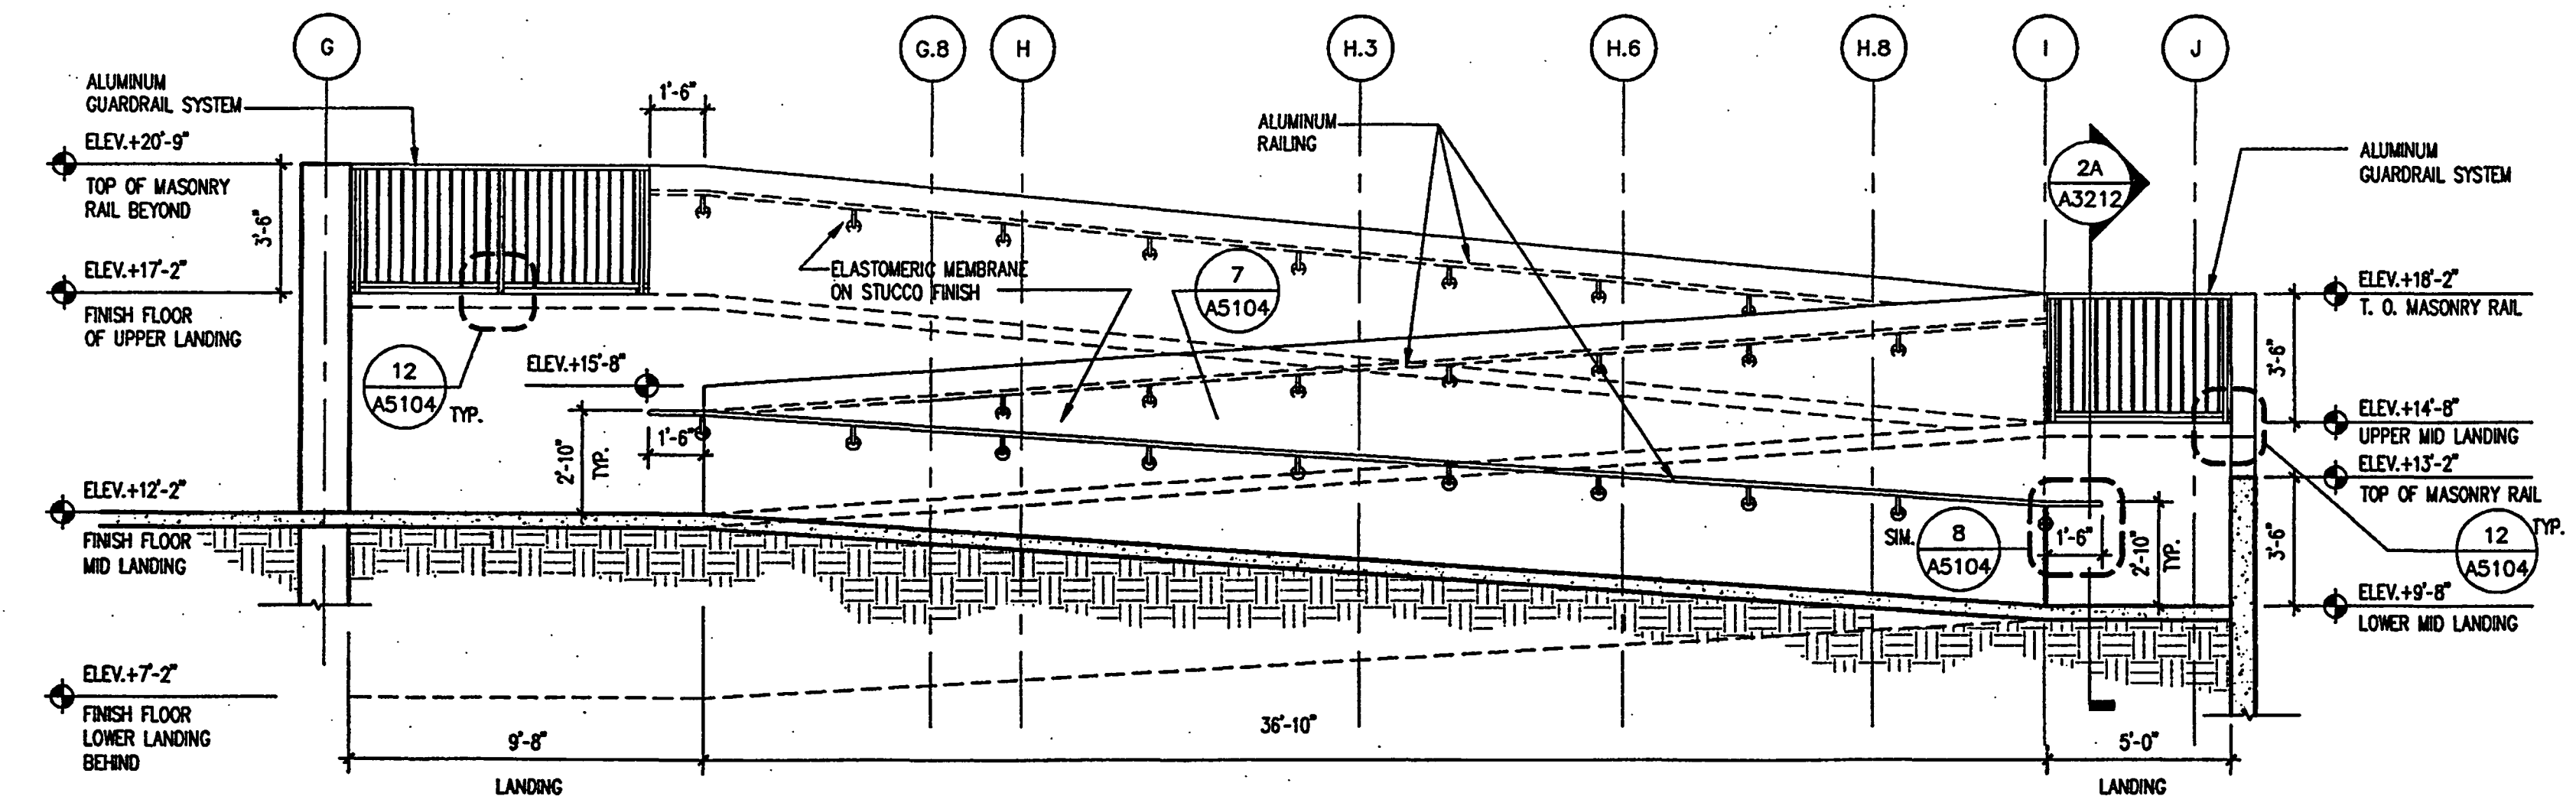 G
G.8
H
H.3
H.6
H.8
I
J
ALUMINUM
GUARDRAIL SYSTEM
1'-6"
ELEV.+20'-9"
TOP OF MASONRY
RAIL BEYOND
3'-6"
ELEV.+17'-2"
FINISH FLOOR
OF UPPER LANDING
12
A5104
TYP.
ELASTOMERIC MEMBRANE
ON STUCCO FINISH
7
A5104
ALUMINUM
RAILING
2A
A3212
ALUMINUM
GUARDRAIL SYSTEM
ELEV.+18'-2"
T. O. MASONRY RAIL
3'-6"
ELEV.+14'-8"
UPPER MID LANDING
ELEV.+13'-2"
TOP OF MASONRY RAIL
12
A5104
TYP.
3'-6"
ELEV.+9'-8"
LOWER MID LANDING
ELEV.+15'-8"
1'-6"
2'-10"
TYP.
ELEV.+12'-2"
FINISH FLOOR
MID LANDING
SIM.
8
A5104
1'-6"
2'-10"
TYP.
ELEV.+7'-2"
FINISH FLOOR
LOWER LANDING
BEHIND
9'-8"
LANDING
36'-10"
5'-0"
LANDING